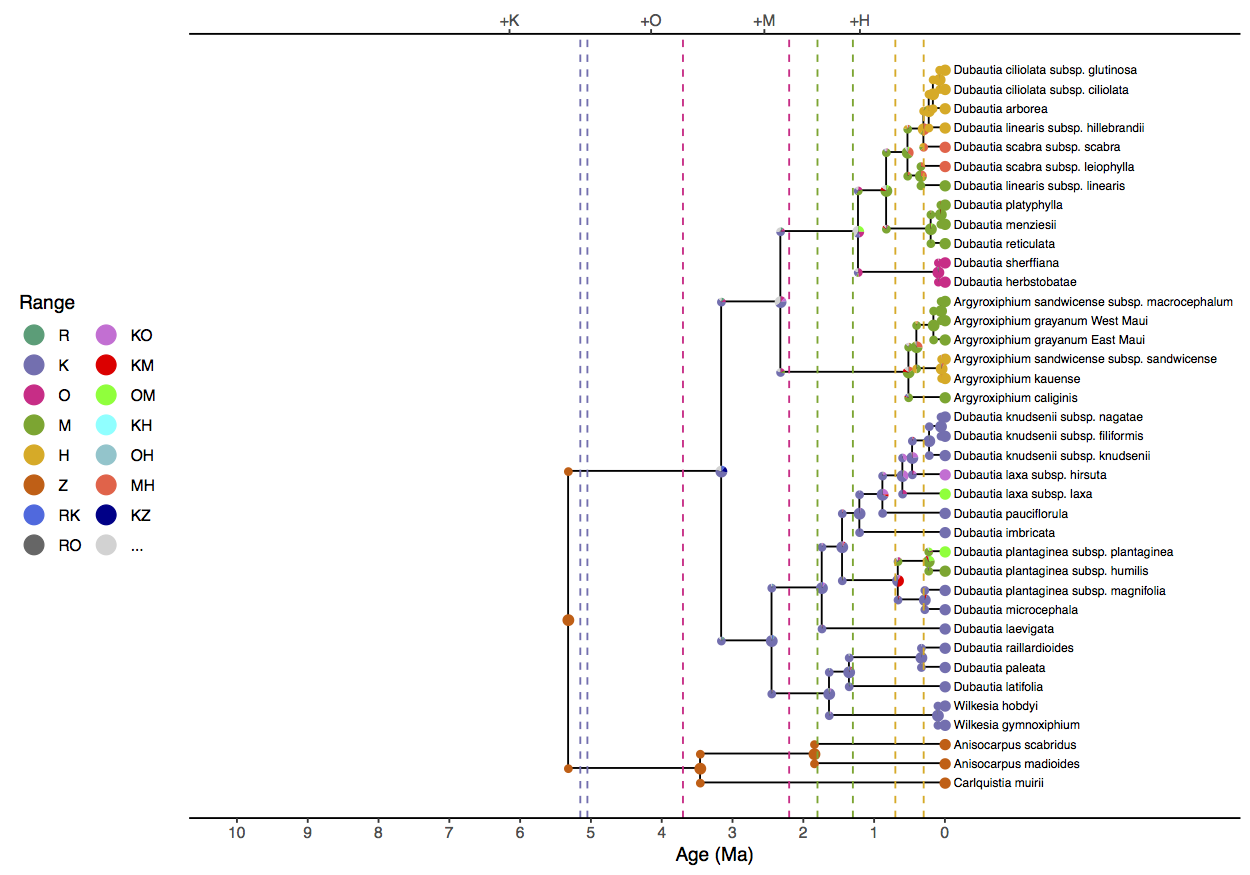 +K +O +M +H
Dubautia ciliolata subsp. glutinosa
Dubautia ciliolata subsp. ciliolata
Dubautia arborea
Dubautia linearis subsp. hillebrandii
Dubautia scabra subsp. scabra
Dubautia scabra subsp. leiophylla
Dubautia linearis subsp. linearis
Dubautia platyphylla
Dubautia menziesii
Dubautia reticulata
Dubautia sherffiana
Dubautia herbstobatae
Argyroxiphium sandwicense subsp. macrocephalum
Argyroxiphium grayanum West Maui
Argyroxiphium grayanum East Maui
Argyroxiphium sandwicense subsp. sandwicense
Argyroxiphium kauense
Argyroxiphium caliginis
Dubautia knudsenii subsp. nagatae
Dubautia knudsenii subsp. filiformis
Dubautia knudsenii subsp. knudsenii
Dubautia laxa subsp. hirsuta
Dubautia laxa subsp. laxa
Dubautia pauciflorula
Dubautia imbricata
Dubautia plantaginea subsp. plantaginea
Dubautia plantaginea subsp. humilis
Dubautia plantaginea subsp. magnifolia
Dubautia microcephala
Dubautia laevigata
Dubautia raillardioides
Dubautia paleata
Dubautia latifolia
Wilkesia hobdyi
Wilkesia gymnoxiphium
Anisocarpus scabridus
Anisocarpus madioides
Carlquistia muirii
Range
R KO
K KM
O OM
M KH
H OH
Z MH
RK KZ
RO ...
10 9 8 7 6 5 4 3 2 1 0
Age (Ma)